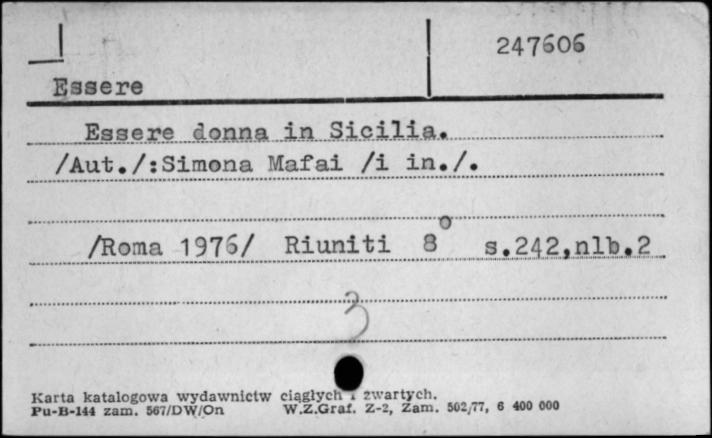 247606
Essere
Essere donna in Sicilia.
/Aut./:Simona Mafai /i in./.
/Roma 1976/ Riuniti 8° s.242,nlb.2
3
Karta katalogowa wydawnictw ciągłych i zwartych.
Pu-B-144 zam. 567/DW/On W.Z.Graf. Z-2, Zam. 502/77, 6 400 000